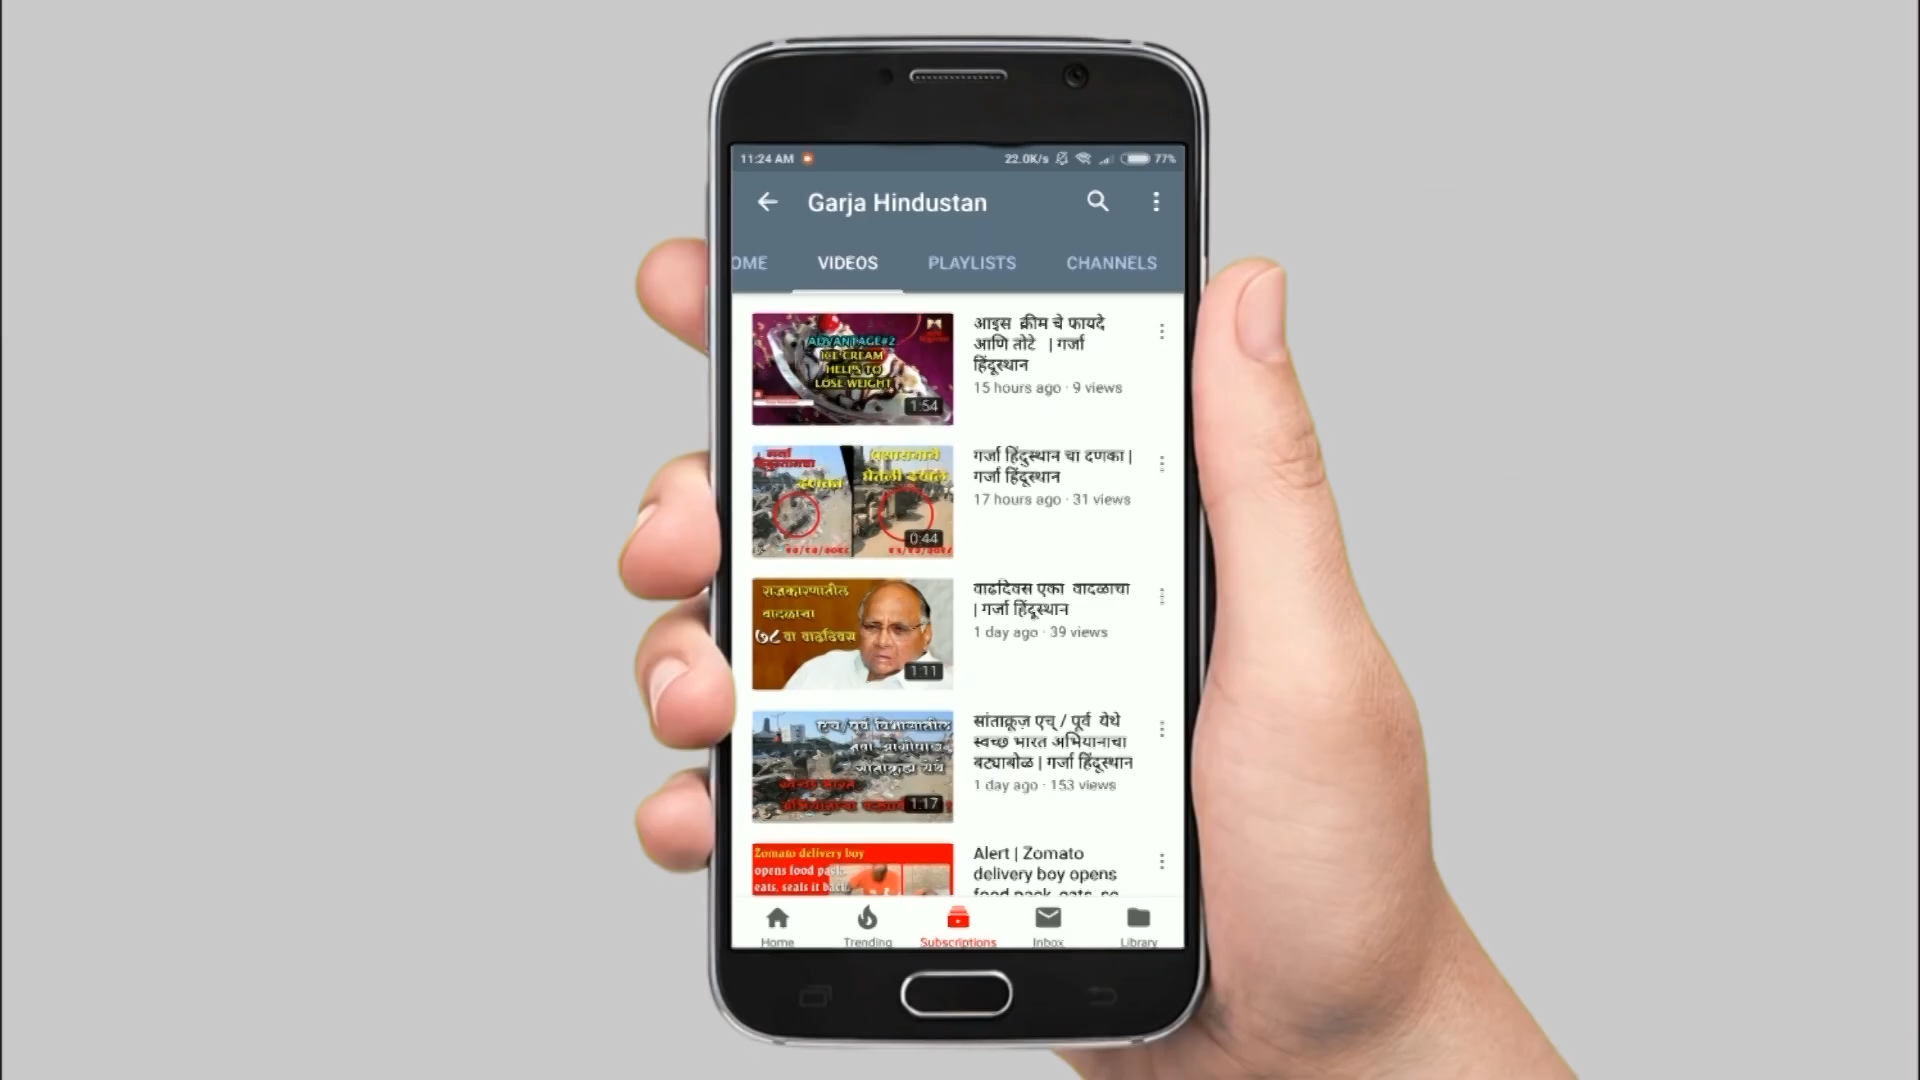 11:24 AM
22.0K/s
77%
Garja Hindustan
OME
VIDEOS
PLAYLISTS
CHANNELS
ADVANTAGE#2
ICE CREAM
HELPS TO
LOSE WEIGHT
1:54
आइस क्रीम चे फायदे
आणि तोटे | गर्जा
हिंदूस्थान
15 hours ago · 9 views
गर्जा
हिंदुस्तानचा
दणका
घेतली दखल
0:44
गर्जा हिंदुस्थान चा दणका |
गर्जा हिंदूस्थान
17 hours ago · 31 views
राजकारणातील
वादळाचा
७८ वा वाढदिवस
1:11
वाढदिवस एका वादळाचा
| गर्जा हिंदूस्थान
1 day ago · 39 views
एच/पूर्व विभागातील
सांताक्रुझ येथे
स्वच्छ भारत
1:17
सांताक्रूज़ एच् / पूर्व येथे
स्वच्छ भारत अभियानाचा
बट्याबोळ | गर्जा हिंदूस्थान
1 day ago · 153 views
Zomato delivery boy
opens food pack,
eats, seals it back.
Alert | Zomato
delivery boy opens
food pack, eats, se
Home
Trending
Subscriptions
Inbox
Library